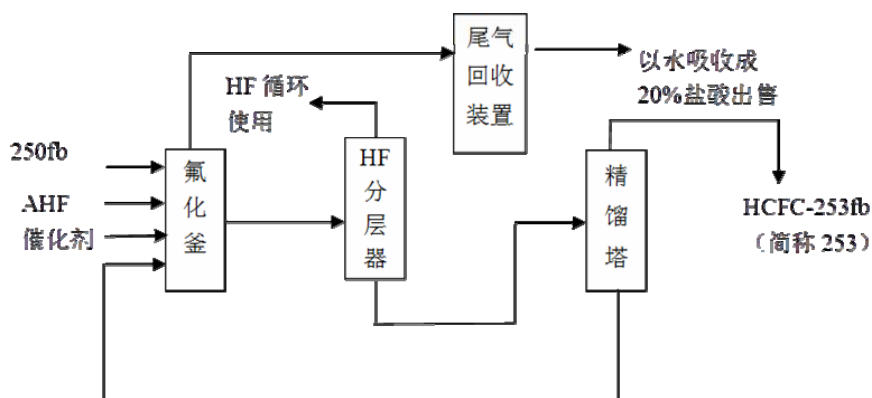 尾气
回收
装置
以水吸收成
20%盐酸出售
HF 循环
使用
250fb
AHF
催化剂
氟
化
釜
HF
分
层
器
精
馏
塔
HCFC-253fb
（简称 253）